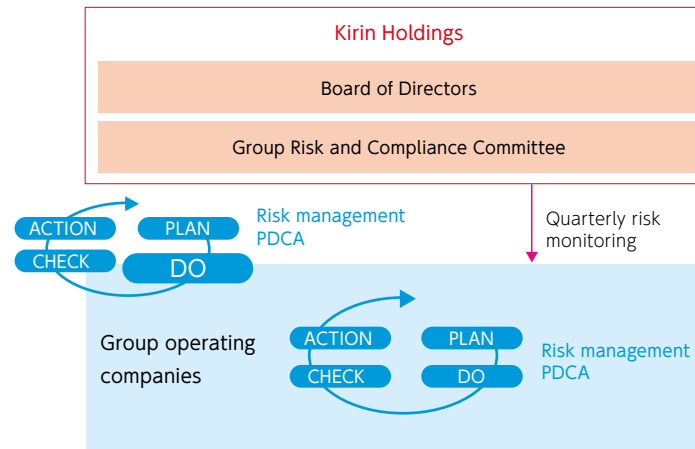 Kirin Holdings
Board of Directors
Group Risk and Compliance Committee
ACTION
PLAN
CHECK
DO
Risk management
PDCA
Quarterly risk
monitoring
Group operating
companies
ACTION
PLAN
CHECK
DO
Risk management
PDCA